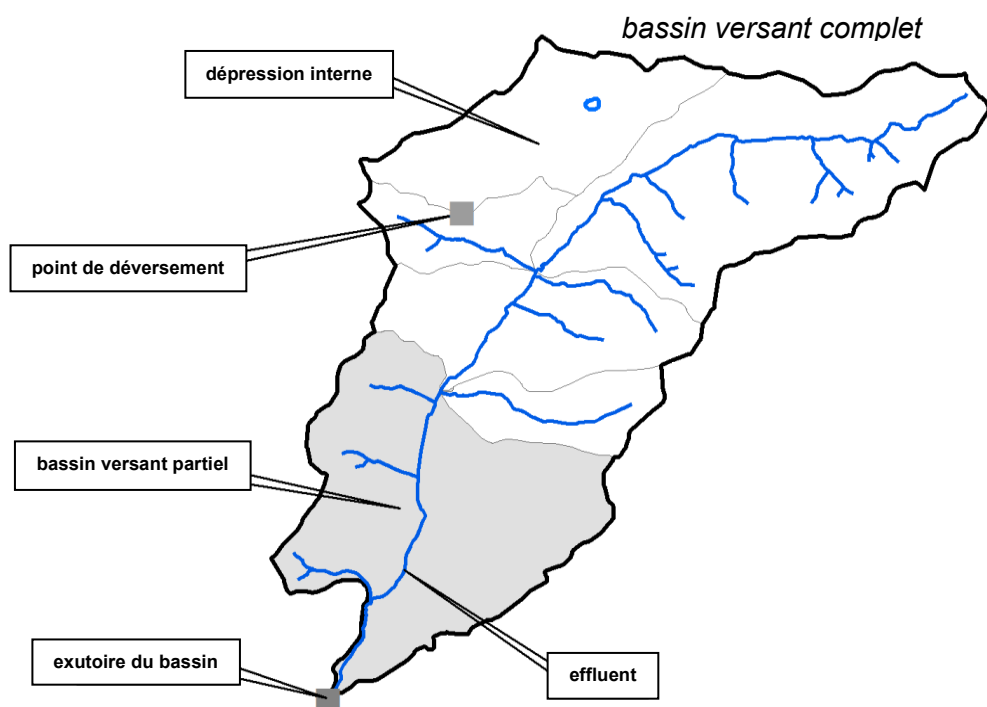 bassin versant complet
dépression interne
point de déversement
bassin versant partiel
exutoire du bassin
effluent